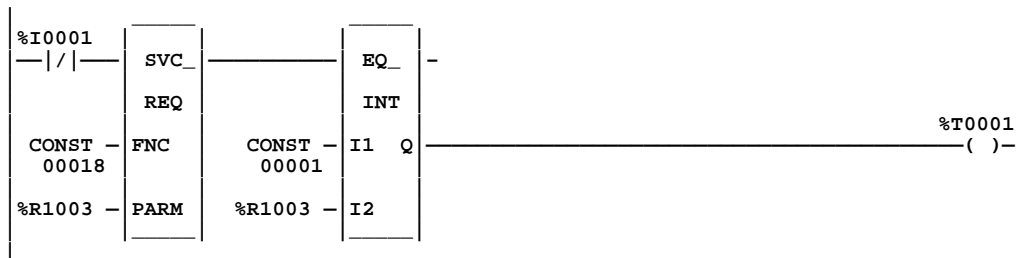 %I0001
—|/|— SVC_ EQ_
REQ INT
%T0001
CONST — FNC CONST — I1 Q —( )—
00018 00001
%R1003 — PARM %R1003 — I2